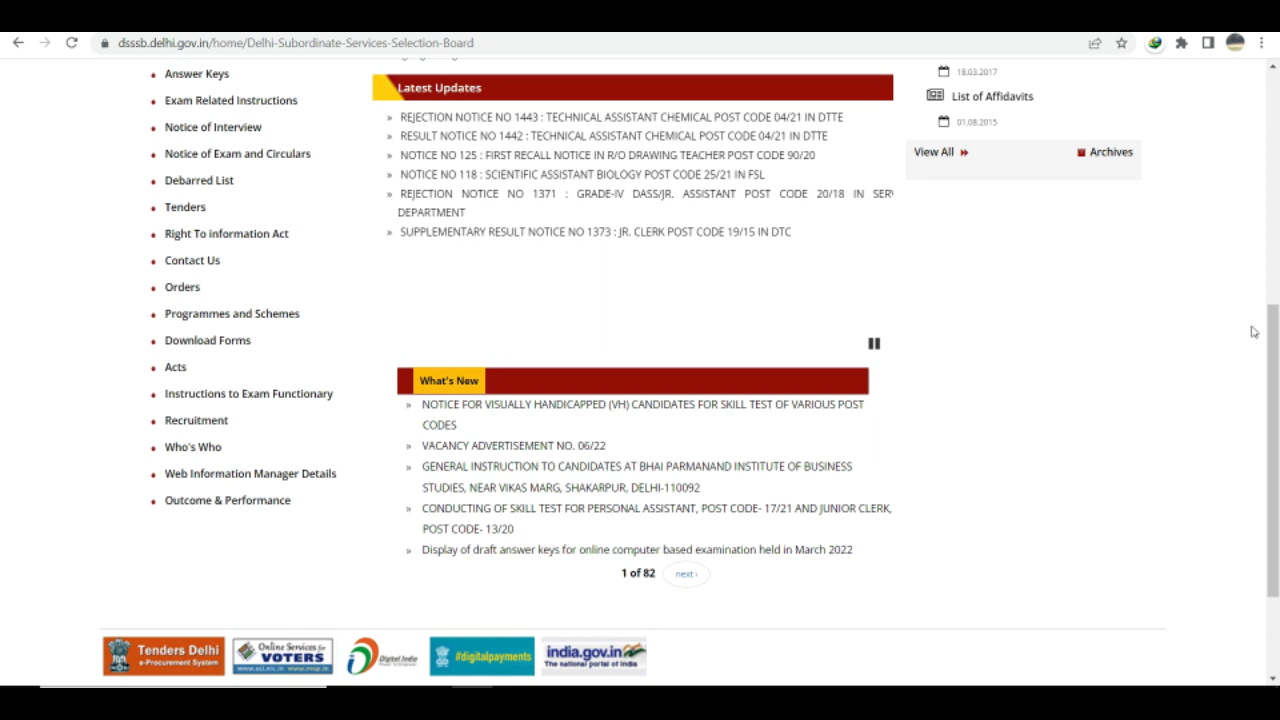 dsssb.delhi.gov.in/home/Delhi-Subordinate-Services-Selection-Board
Answer Keys
Exam Related Instructions
Notice of Interview
Notice of Exam and Circulars
Debarred List
Tenders
Right To information Act
Contact Us
Orders
Programmes and Schemes
Download Forms
Acts
Instructions to Exam Functionary
Recruitment
Who's Who
Web Information Manager Details
Outcome & Performance
Latest Updates
» REJECTION NOTICE NO 1443 : TECHNICAL ASSISTANT CHEMICAL POST CODE 04/21 IN DTTE
» RESULT NOTICE NO 1442 : TECHNICAL ASSISTANT CHEMICAL POST CODE 04/21 IN DTTE
» NOTICE NO 125 : FIRST RECALL NOTICE IN R/O DRAWING TEACHER POST CODE 90/20
» NOTICE NO 118 : SCIENTIFIC ASSISTANT BIOLOGY POST CODE 25/21 IN FSL
» REJECTION NOTICE NO 1371 : GRADE-IV DASS/JR. ASSISTANT POST CODE 20/18 IN SER
DEPARTMENT
» SUPPLEMENTARY RESULT NOTICE NO 1373 : JR. CLERK POST CODE 19/15 IN DTC
What's New
» NOTICE FOR VISUALLY HANDICAPPED (VH) CANDIDATES FOR SKILL TEST OF VARIOUS POST
CODES
» VACANCY ADVERTISEMENT NO. 06/22
» GENERAL INSTRUCTION TO CANDIDATES AT BHAI PARMANAND INSTITUTE OF BUSINESS
STUDIES, NEAR VIKAS MARG, SHAKARPUR, DELHI-110092
» CONDUCTING OF SKILL TEST FOR PERSONAL ASSISTANT, POST CODE- 17/21 AND JUNIOR CLERK,
POST CODE- 13/20
» Display of draft answer keys for online computer based examination held in March 2022
1 of 82 next ›
18.03.2017
List of Affidavits
01.08.2015
View All
Archives
Tenders Delhi
e-Procurement System
Online Services for
VOTERS
Digital India
#digitalpayments
india.gov.in
The national portal of India